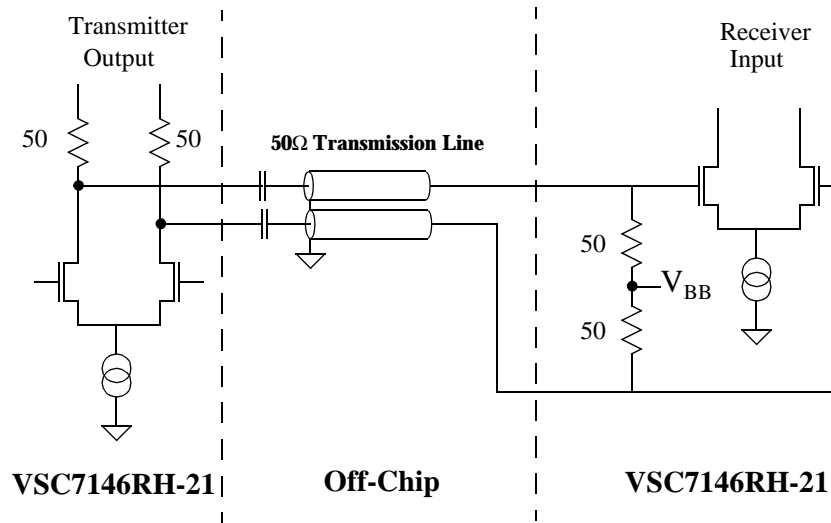 Transmitter
Output
Receiver
Input
50
50
50Ω Transmission Line
50
V_BB
50
VSC7146RH-21
Off-Chip
VSC7146RH-21